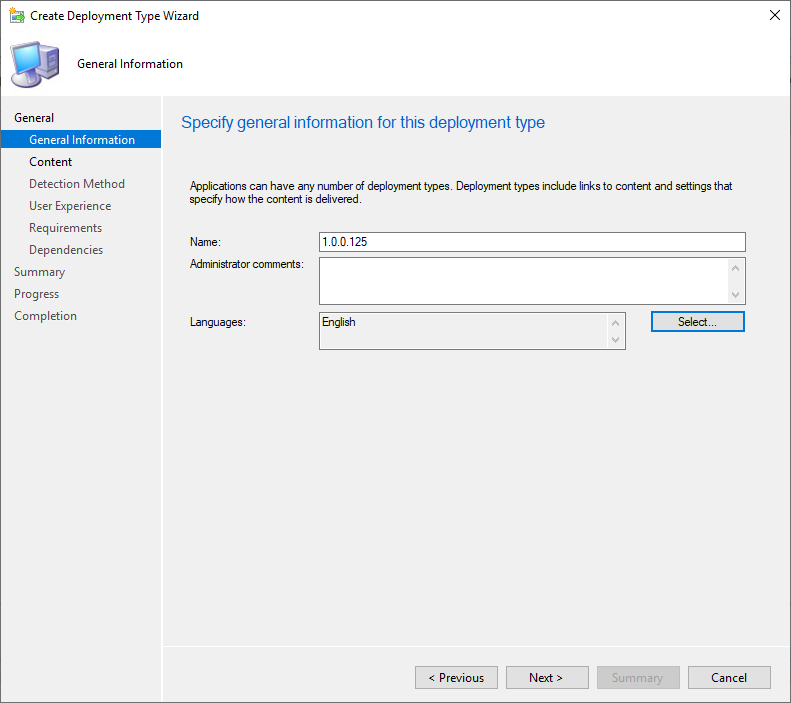 Create Deployment Type Wizard
General Information
General
General Information
Content
Detection Method
User Experience
Requirements
Dependencies
Summary
Progress
Completion
Specify general information for this deployment type
Applications can have any number of deployment types. Deployment types include links to content and settings that
specify how the content is delivered.
Name:
1.0.0.125
Administrator comments:
Languages:
English
Select...
< Previous
Next >
Summary
Cancel